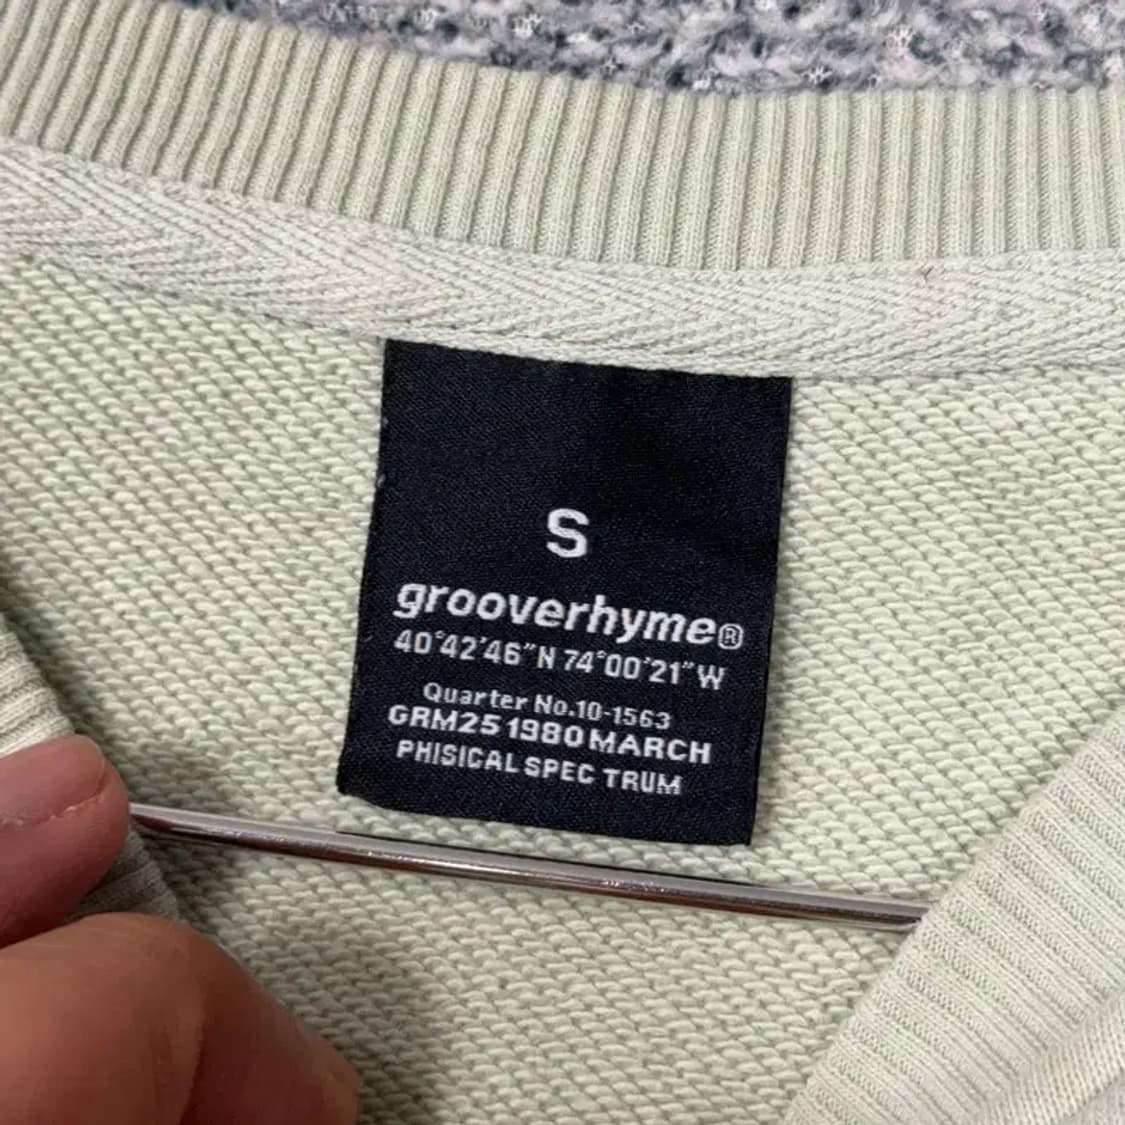 S
grooverhyme®
40°42'46"N 74°00'21"W
Quarter No.10-1563
GRM25 1980 MARCH
PHISICAL SPEC TRUM